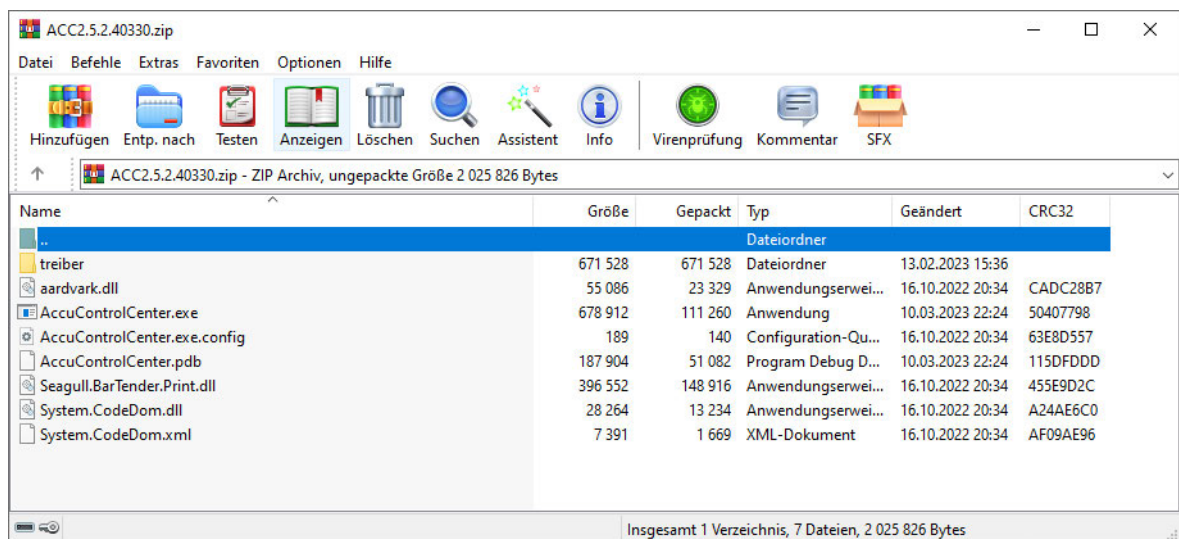 ACC2.5.2.40330.zip
Datei Befehle Extras Favoriten Optionen Hilfe
Hinzufügen Entp. nach Testen Anzeigen Löschen Suchen Assistent Info Virenprüfung Kommentar SFX
ACC2.5.2.40330.zip - ZIP Archiv, ungepackte Größe 2 025 826 Bytes
Name Größe Gepackt Typ Geändert CRC32
.. Dateiordner
treiber 671 528 671 528 Dateiordner 13.02.2023 15:36
aardvark.dll 55 086 23 329 Anwendungserwei... 16.10.2022 20:34 CADC28B7
AccuControlCenter.exe 678 912 111 260 Anwendung 10.03.2023 22:24 50407798
AccuControlCenter.exe.config 189 140 Configuration-Qu... 16.10.2022 20:34 63E8D557
AccuControlCenter.pdb 187 904 51 082 Program Debug D... 10.03.2023 22:24 115DFDDD
Seagull.BarTender.Print.dll 396 552 148 916 Anwendungserwei... 16.10.2022 20:34 455E9D2C
System.CodeDom.dll 28 264 13 234 Anwendungserwei... 16.10.2022 20:34 A24AE6C0
System.CodeDom.xml 7 391 1 669 XML-Dokument 16.10.2022 20:34 AF09AE96
Insgesamt 1 Verzeichnis, 7 Dateien, 2 025 826 Bytes